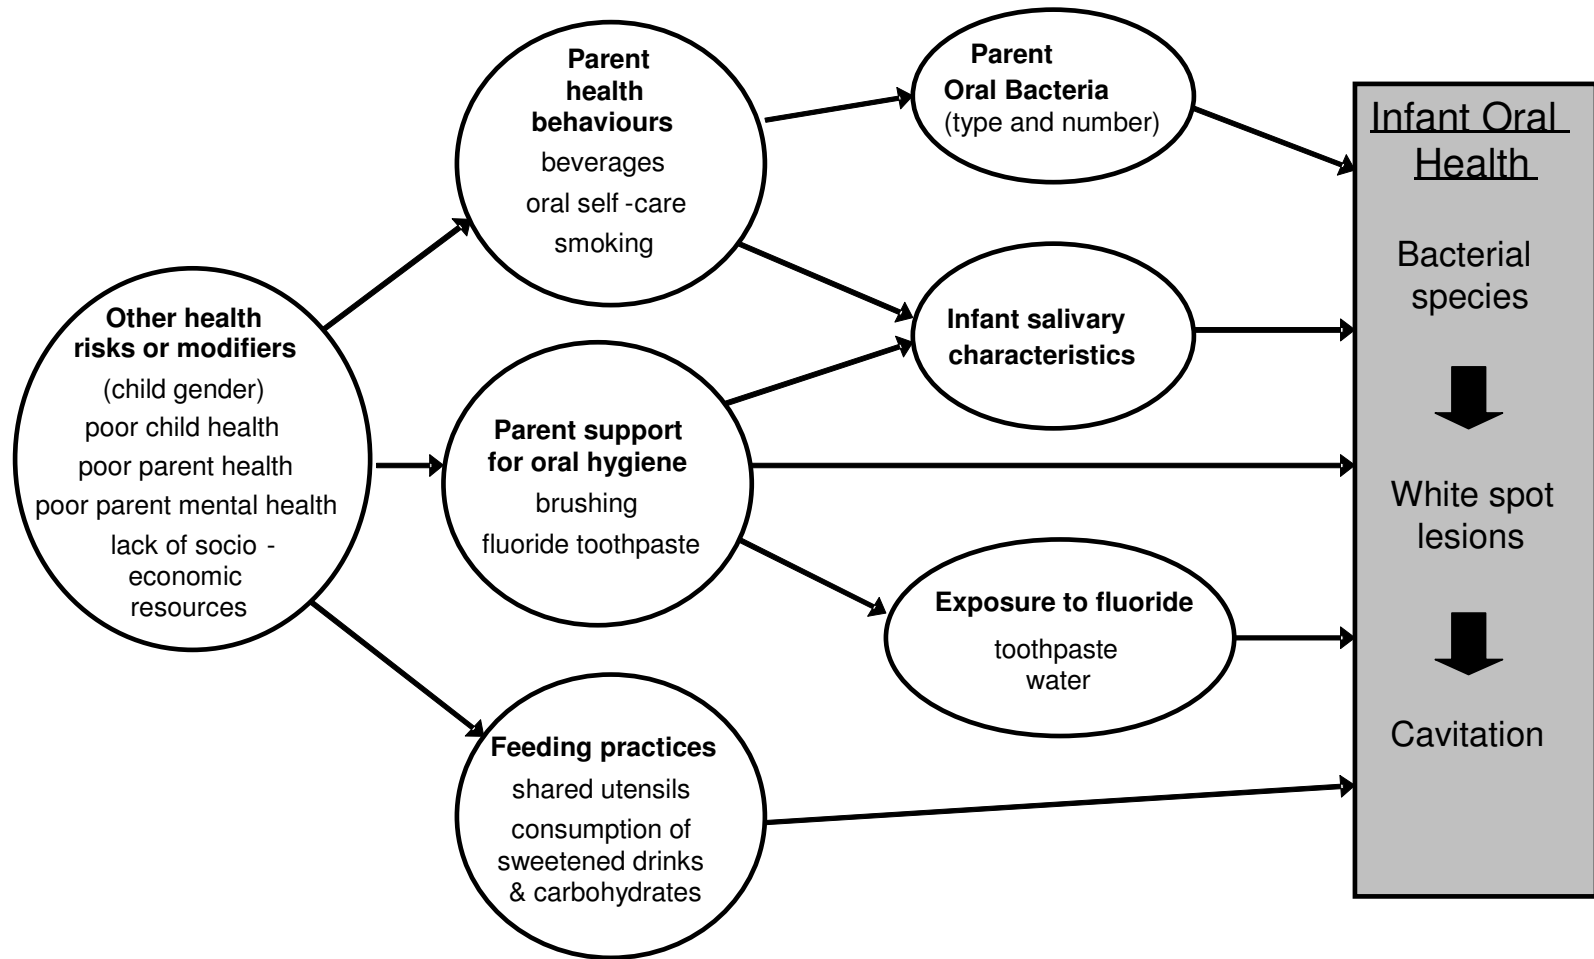 Other health
risks or modifiers
(child gender)
poor child health
poor parent health
poor parent mental health
lack of socio -
economic
resources
Parent
health
behaviours
beverages
oral self -care
smoking
Parent support
for oral hygiene
brushing
fluoride toothpaste
Feeding practices
shared utensils
consumption of
sweetened drinks
& carbohydrates
Parent
Oral Bacteria
(type and number)
Infant salivary
characteristics
Exposure to fluoride
toothpaste
water
Infant Oral
Health
Bacterial
species
White spot
lesions
Cavitation